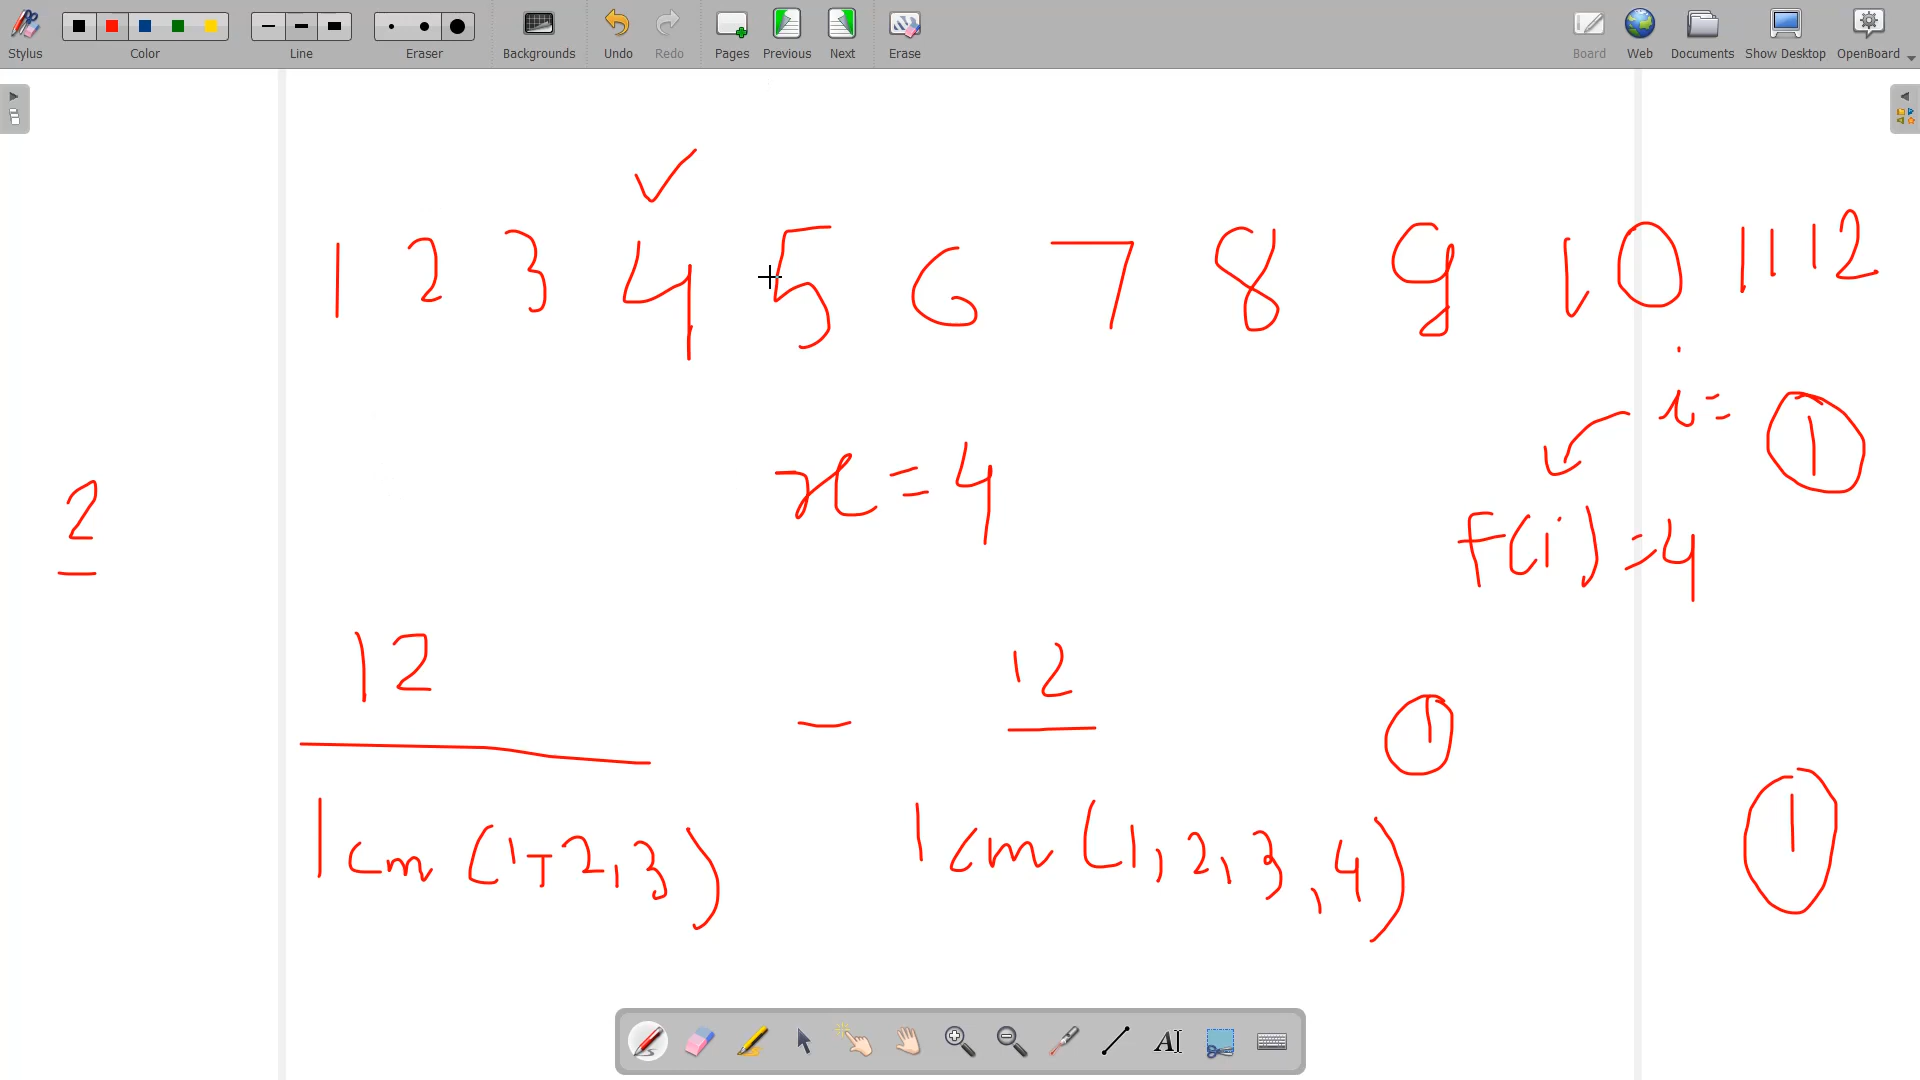 Stylus Color Line Eraser Backgrounds Undo Redo Pages Previous Next Erase Board Web Documents Show Desktop OpenBoard
1 2 3 4 5 6 7 8 9 10 11 12
i = 1
x = 4
2
F(i) = 4
12 - 12 1
lcm (1, 2, 3) lcm (1, 2, 3, 4) 1